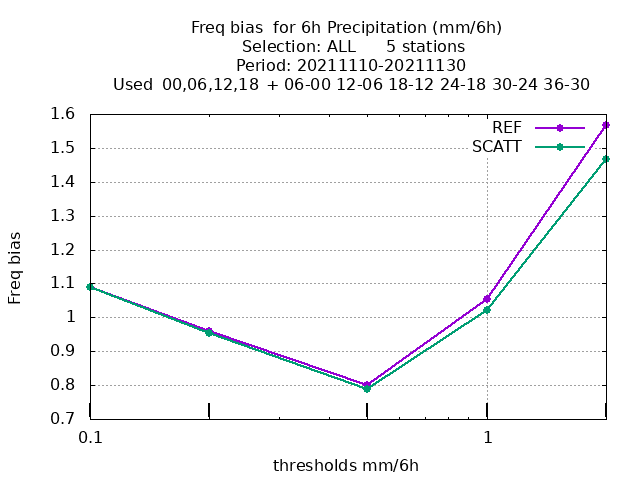 Freq bias  for 6h Precipitation (mm/6h)
Selection: ALL      5 stations
Period: 20211110-20211130
Used  00,06,12,18  + 06-00 12-06 18-12 24-18 30-24 36-30
1.6
1.5
1.4
1.3
1.2
1.1
1
0.9
0.8
0.7
Freq bias
REF
SCATT
0.1
1
thresholds mm/6h